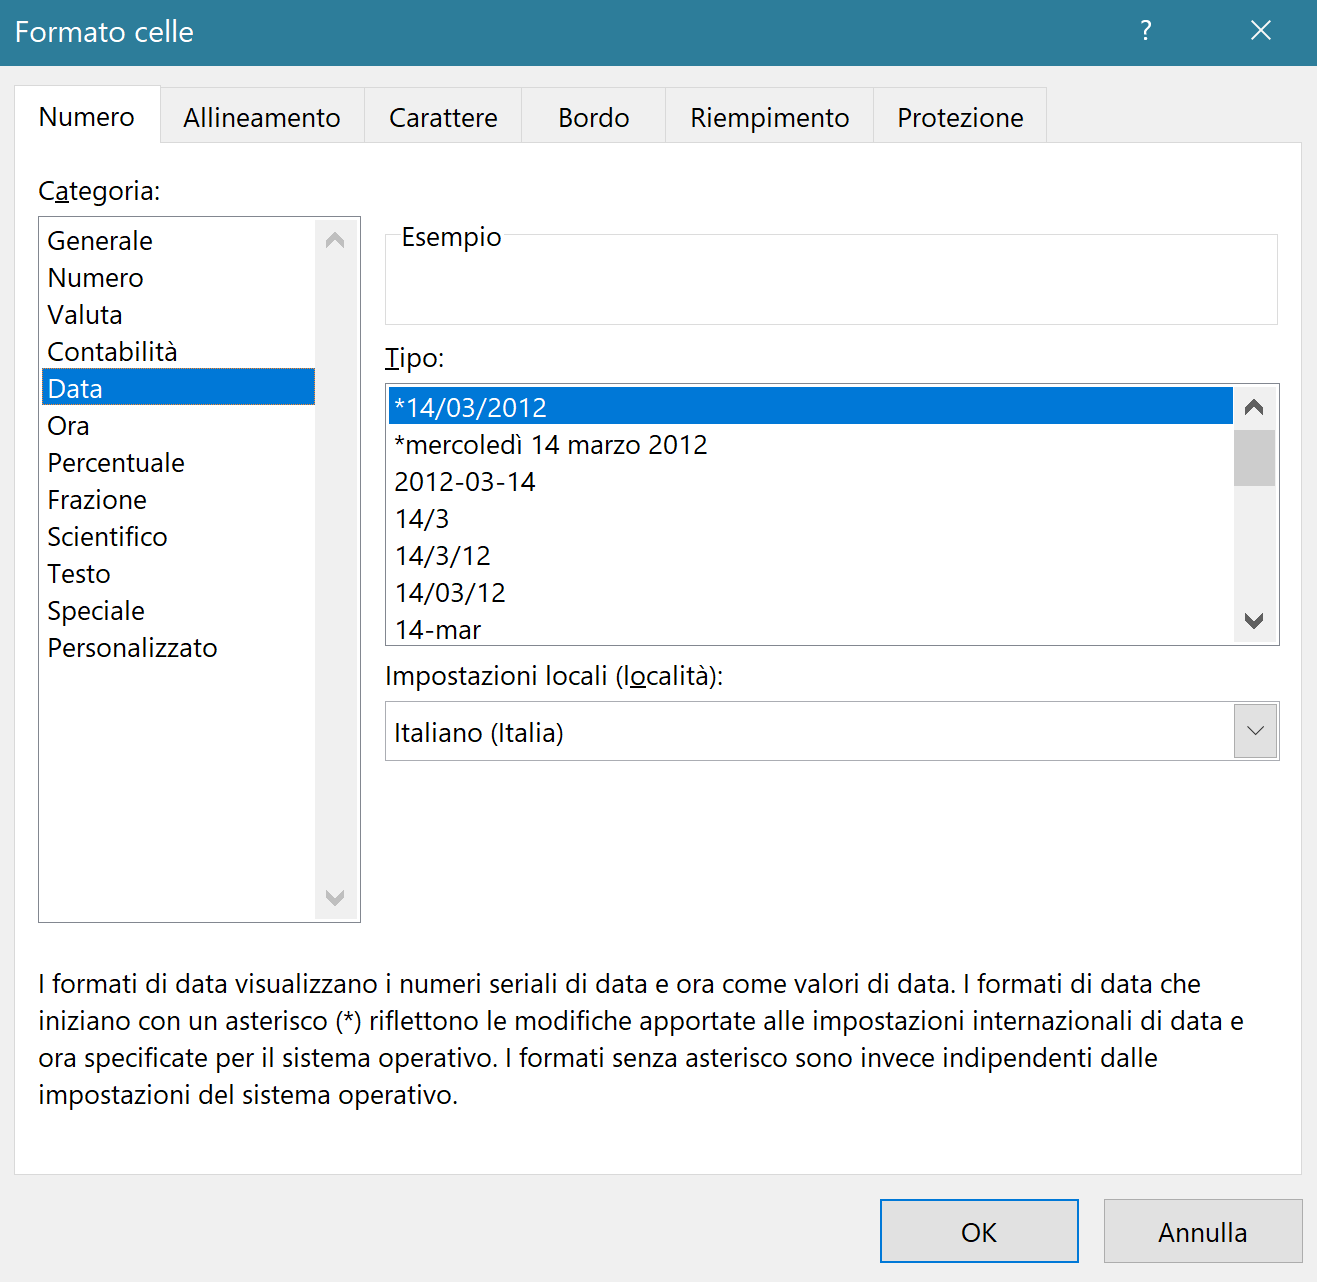 Formato celle
?
Numero
Allineamento
Carattere
Bordo
Riempimento
Protezione
Categoria:
Generale
Numero
Valuta
Contabilità
Data
Ora
Percentuale
Frazione
Scientifico
Testo
Speciale
Personalizzato
Esempio
Tipo:
*14/03/2012
*mercoledì 14 marzo 2012
2012-03-14
14/3
14/3/12
14/03/12
14-mar
Impostazioni locali (località):
Italiano (Italia)
I formati di data visualizzano i numeri seriali di data e ora come valori di data. I formati di data che
iniziano con un asterisco (*) riflettono le modifiche apportate alle impostazioni internazionali di data e
ora specificate per il sistema operativo. I formati senza asterisco sono invece indipendenti dalle
impostazioni del sistema operativo.
OK
Annulla